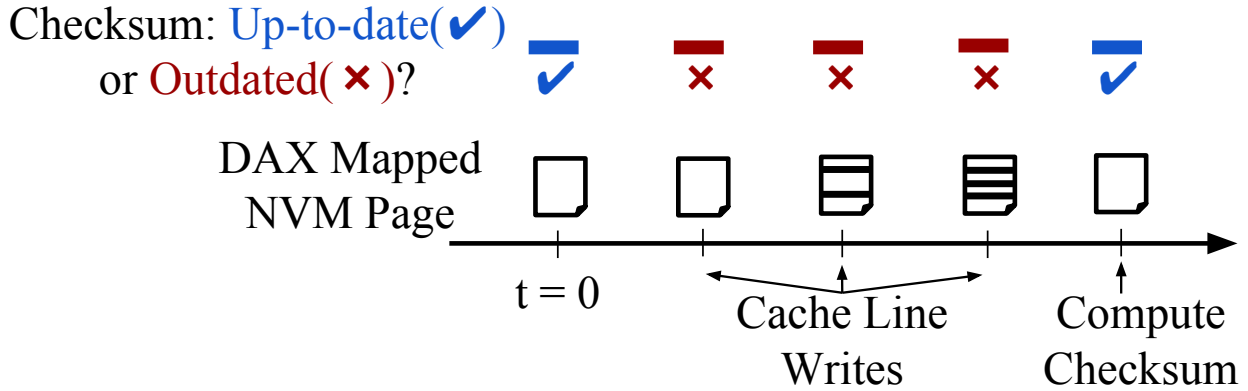 Checksum: Up-to-date(✔)
or Outdated(×)?
✔ × × × ✔
DAX Mapped
NVM Page
t = 0
Cache Line
Writes
Compute
Checksum